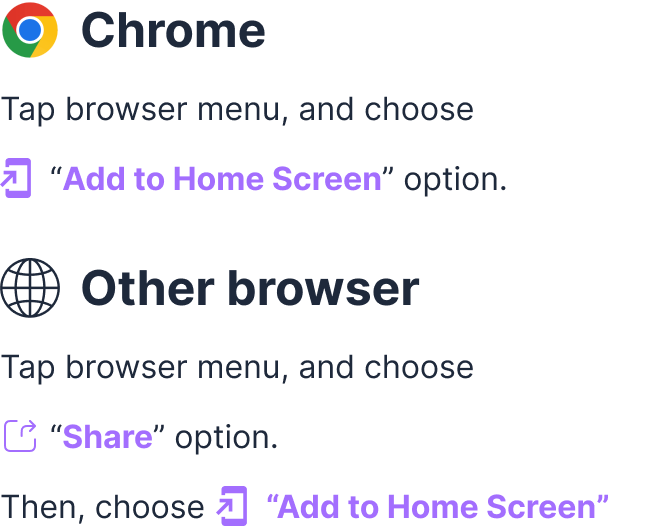 Chrome
Tap browser menu, and choose
“Add to Home Screen” option.
Other browser
Tap browser menu, and choose
“Share” option.
Then, choose “Add to Home Screen”